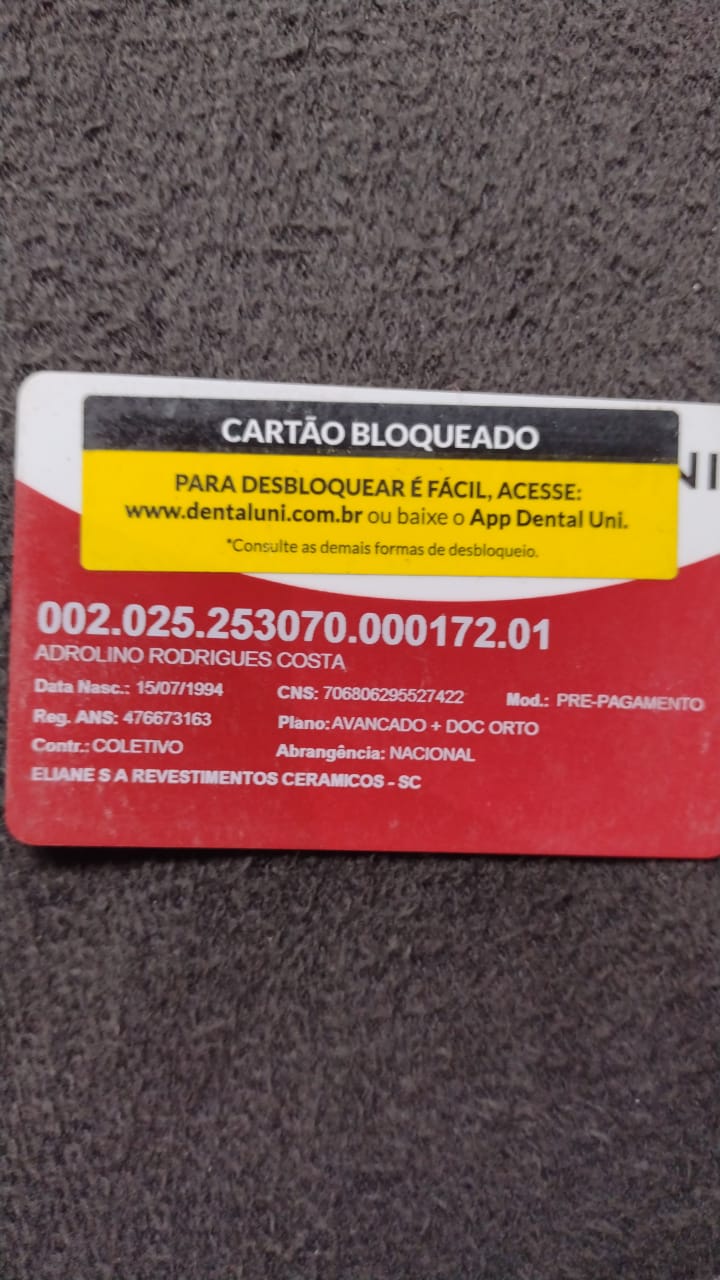 CARTÃO BLOQUEADO
PARA DESBLOQUEAR É FÁCIL, ACESSE:
www.dentaluni.com.br ou baixe o App Dental Uni.
*Consulte as demais formas de desbloqueio.
NI
002.025.253070.000172.01
ADROLINO RODRIGUES COSTA
Data Nasc.: 15/07/1994 CNS: 706806295527422 Mod.: PRE-PAGAMENTO
Reg. ANS: 476673163 Plano: AVANCADO + DOC ORTO
Contr.: COLETIVO Abrangência: NACIONAL
ELIANE S A REVESTIMENTOS CERAMICOS - SC